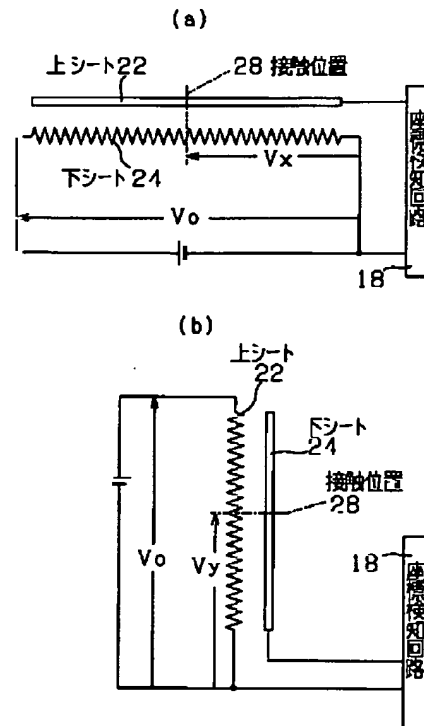 (a)
上シート22
28 接触位置
下シート24
Vx
Vo
座標検知回路
18
(b)
上シート
22
下シート
24
接触位置
28
Vo
Vy
18
座標検知回路